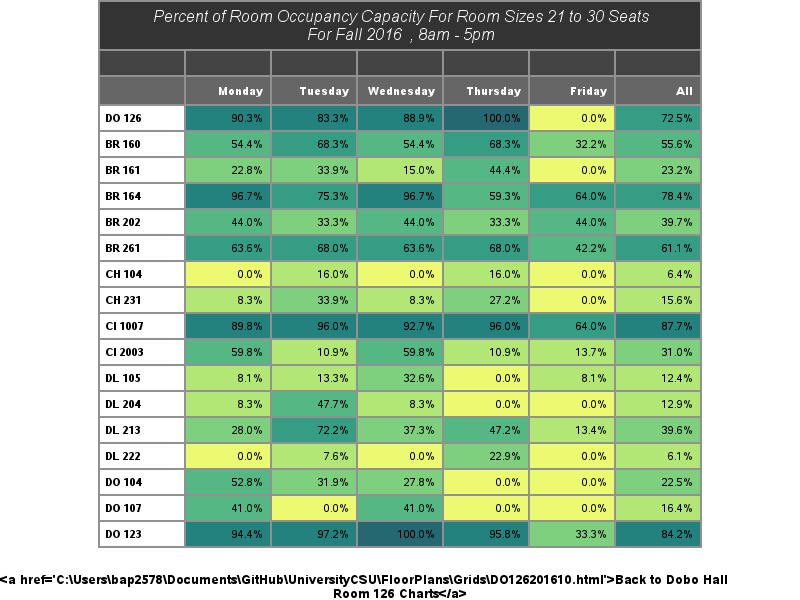 Percent of Room Occupancy Capacity For Room Sizes 21 to 30 Seats
For Fall 2016 , 8am - 5pm
Monday Tuesday Wednesday Thursday Friday All
DO 126 90.3% 83.3% 88.9% 100.0% 0.0% 72.5%
BR 160 54.4% 68.3% 54.4% 68.3% 32.2% 55.6%
BR 161 22.8% 33.9% 15.0% 44.4% 0.0% 23.2%
BR 164 96.7% 75.3% 96.7% 59.3% 64.0% 78.4%
BR 202 44.0% 33.3% 44.0% 33.3% 44.0% 39.7%
BR 261 63.6% 68.0% 63.6% 68.0% 42.2% 61.1%
CH 104 0.0% 16.0% 0.0% 16.0% 0.0% 6.4%
CH 231 8.3% 33.9% 8.3% 27.2% 0.0% 15.6%
CI 1007 89.8% 96.0% 92.7% 96.0% 64.0% 87.7%
CI 2003 59.8% 10.9% 59.8% 10.9% 13.7% 31.0%
DL 105 8.1% 13.3% 32.6% 0.0% 8.1% 12.4%
DL 204 8.3% 47.7% 8.3% 0.0% 0.0% 12.9%
DL 213 28.0% 72.2% 37.3% 47.2% 13.4% 39.6%
DL 222 0.0% 7.6% 0.0% 22.9% 0.0% 6.1%
DO 104 52.8% 31.9% 27.8% 0.0% 0.0% 22.5%
DO 107 41.0% 0.0% 41.0% 0.0% 0.0% 16.4%
DO 123 94.4% 97.2% 100.0% 95.8% 33.3% 84.2%
<a href='C:\Users\bap2578\Documents\GitHub\UniversityCSU\FloorPlans\Grids\DO126201610.html'>Back to Dobo Hall
Room 126 Charts</a>